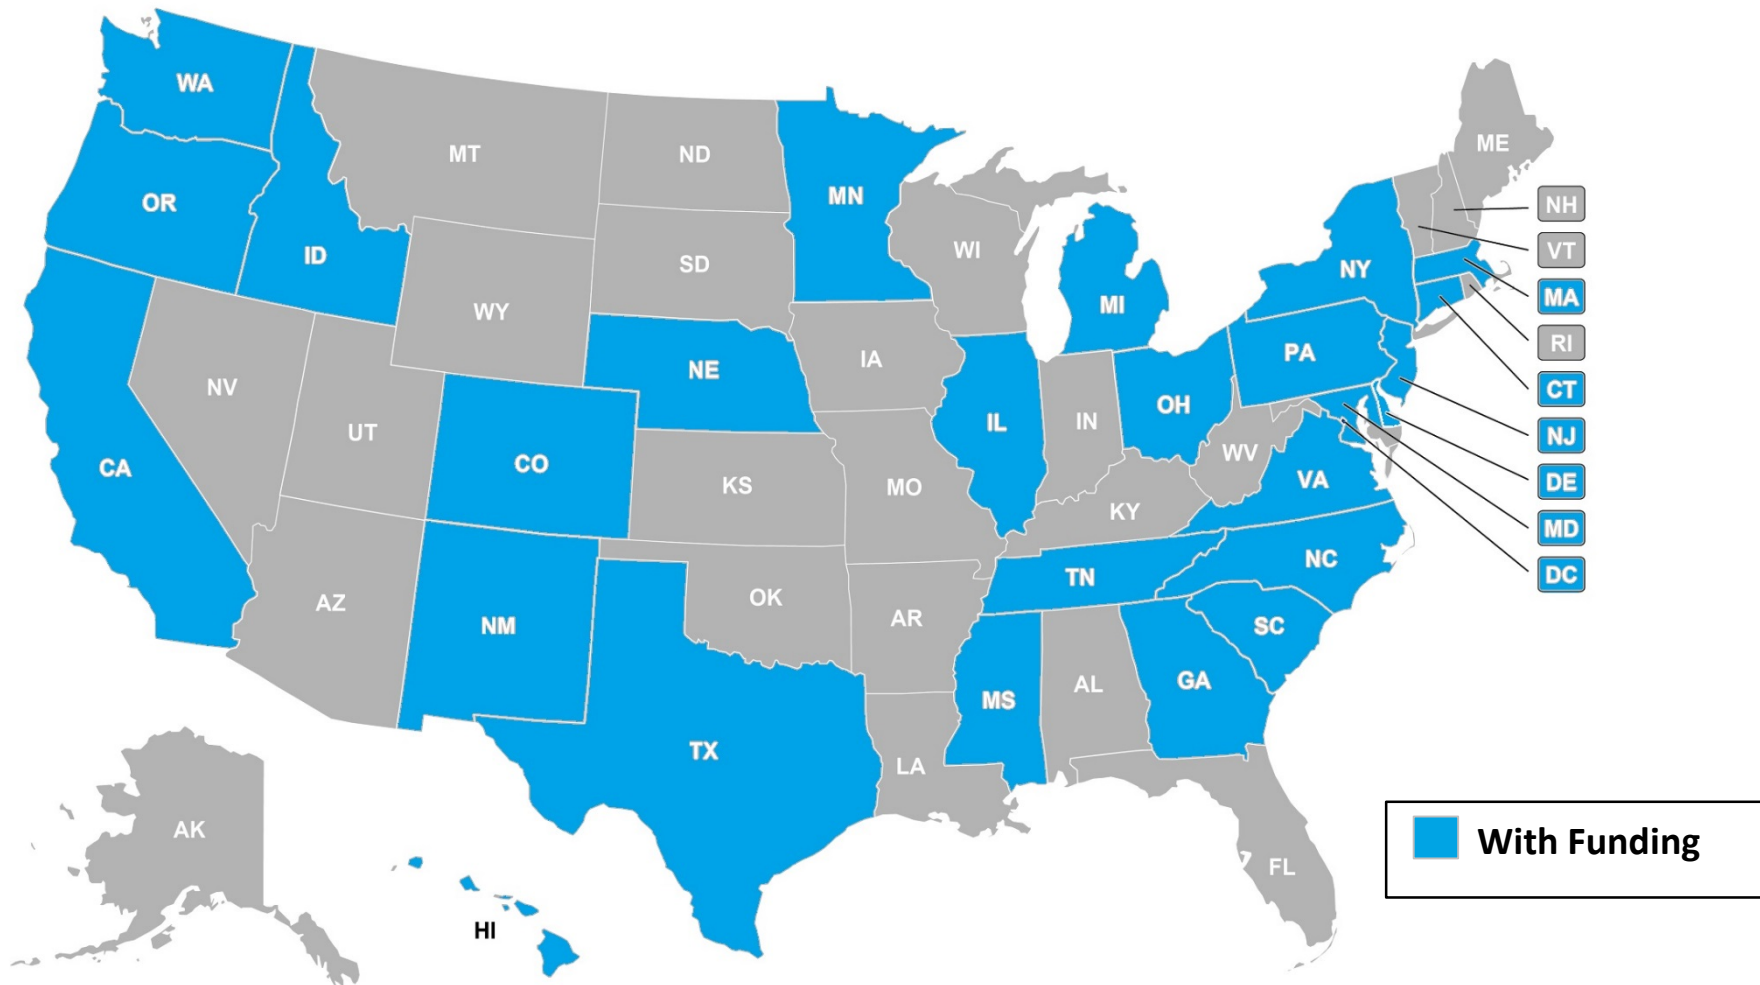 WA
MT
ND
ME
OR
MN
NH
ID
SD
WI
NY
VT
MI
MA
WY
RI
NE
IA
PA
CT
NV
UT
IL
IN
OH
NJ
CA
CO
KS
MO
WV
VA
DE
KY
MD
NC
DC
AZ
NM
OK
AR
TN
SC
TX
MS
AL
GA
LA
AK
HI
FL
With Funding